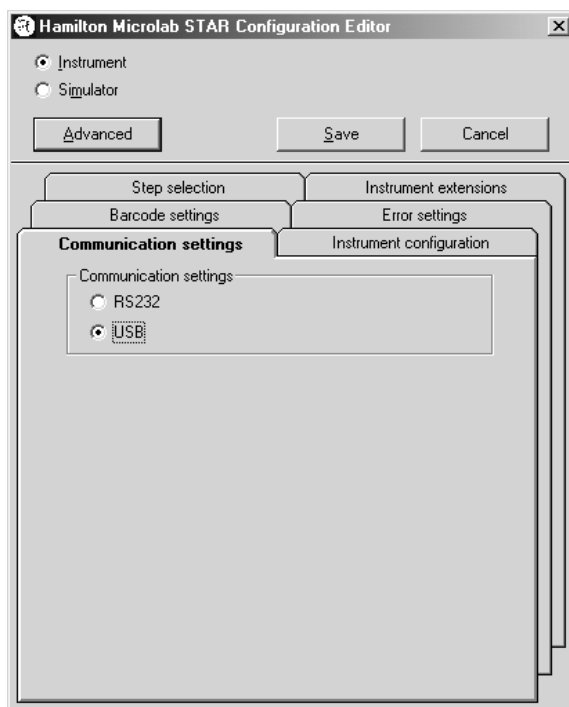 Hamilton Microlab STAR Configuration Editor
Instrument
Simulator
Advanced Save Cancel
Step selection Instrument extensions
Barcode settings Error settings
Communication settings Instrument configuration
Communication settings
RS232
USB